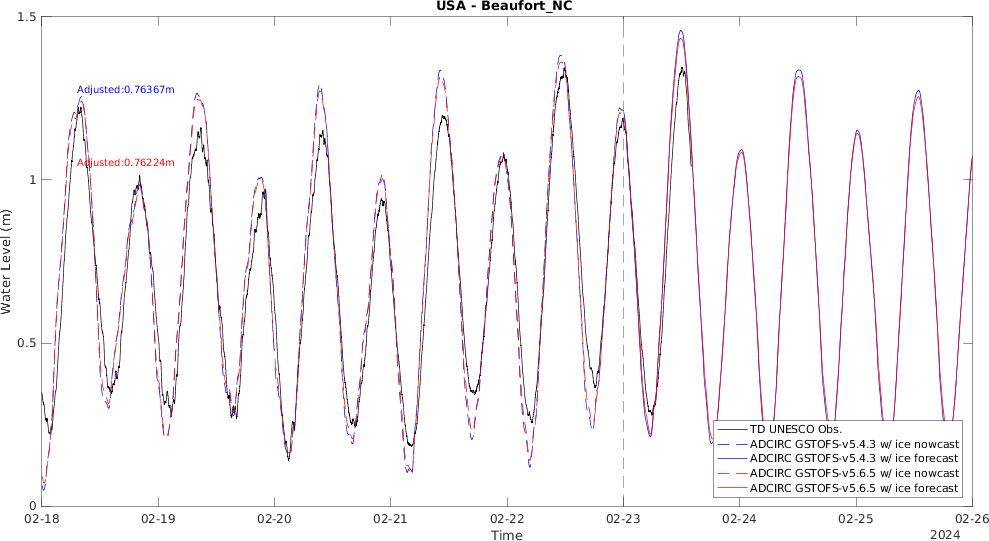 USA - Beaufort_NC
1.5
Adjusted:0.76367m
Adjusted:0.76224m
1
0.5
0
Water Level (m)
TD UNESCO Obs.
ADCIRC GSTOFS-v5.4.3 w/ ice nowcast
ADCIRC GSTOFS-v5.4.3 w/ ice forecast
ADCIRC GSTOFS-v5.6.5 w/ ice nowcast
ADCIRC GSTOFS-v5.6.5 w/ ice forecast
02-18 02-19 02-20 02-21 02-22 02-23 02-24 02-25 02-26
Time
2024